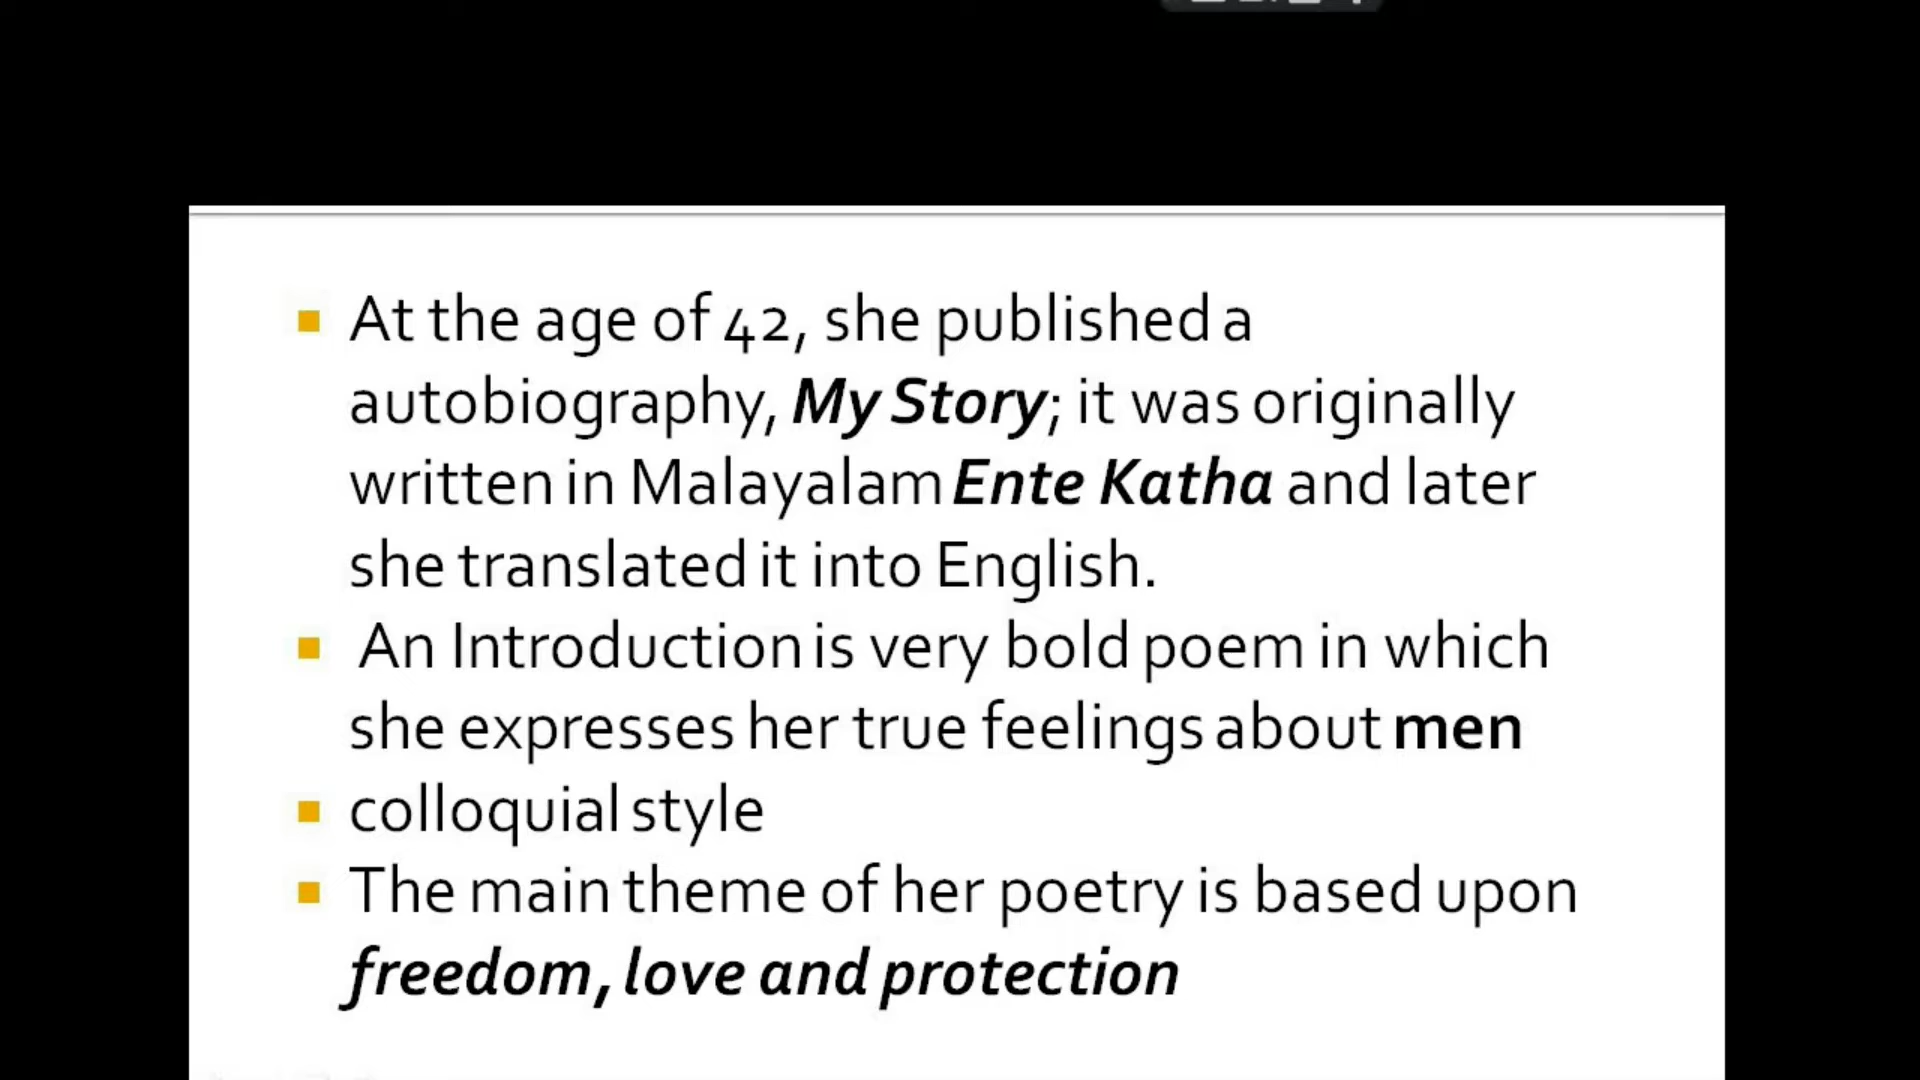 At the age of 42, she published a
autobiography, My Story; it was originally
written in Malayalam Ente Katha and later
she translated it into English.
An Introduction is very bold poem in which
she expresses her true feelings about men
colloquial style
The main theme of her poetry is based upon
freedom, love and protection